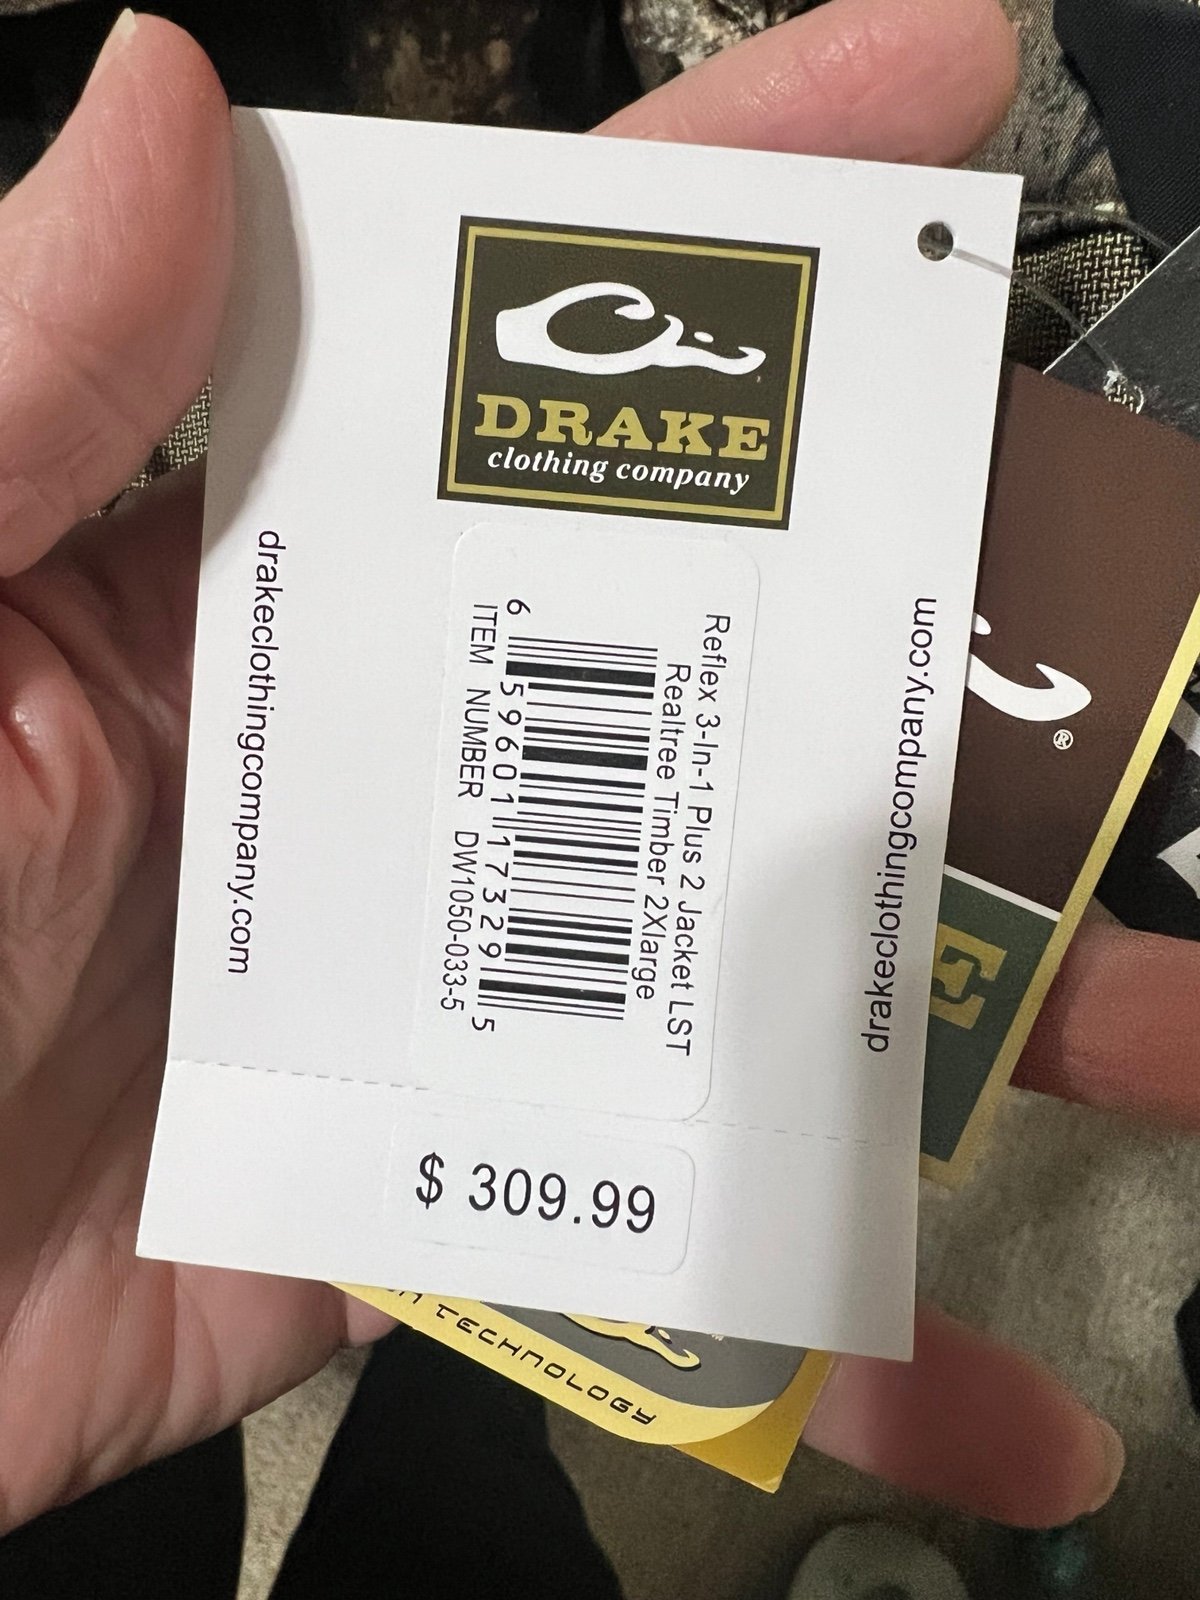 DRAKE
clothing company
Reflex 3-In-1 Plus 2 Jacket LST
Realtree Timber 2Xlarge
6 59601 17329 5
ITEM NUMBER DW1050-033-5
drakeclothingcompany.com
drakeclothingcompany.com
$ 309.99
®
E
TECHNOLOGY